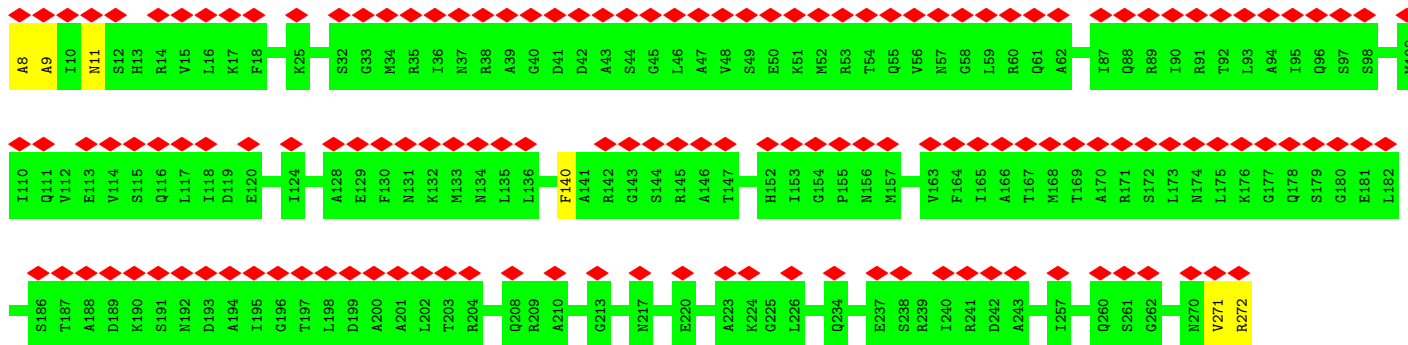 A8 A9 I10 N11 S12 H13 R14 V15 L16 K17 F18 K25 S32 G33 M34 R35 I36 N37 R38 A39 G40 D41 D42 A43 S44 G45 L46 A47 V48 S49 E50 K51 M52 R53 T54 Q55 V56 N57 G58 L59 R60 Q61 A62 I87 Q88 R89 I90 R91 T92 L93 A94 I95 Q96 S97 S98
I110 Q111 V112 E113 V114 S115 Q116 L117 I118 D119 E120 I124 A128 E129 F130 N131 K132 M133 N134 L135 L136 F140 A141 R142 G143 S144 R145 A146 T147 H152 I153 G154 P155 N156 M157 V163 F164 I165 A166 T167 M168 T169 A170 R171 S172 L173 N174 L175 K176 G177 Q178 S179 G180 E181 L182
S186 T187 A188 D189 K190 S191 N192 D193 A194 I195 G196 T197 L198 D199 A200 A201 L202 T203 R204 Q208 R209 A210 G213 N217 E220 A223 K224 G225 L226 Q234 E237 S238 R239 I240 R241 D242 A243 I257 Q260 S261 G262 N270 V271 R272